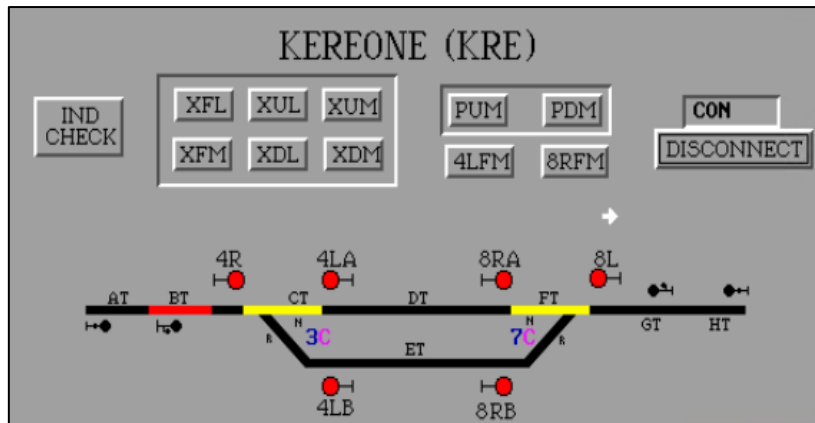 KEREONE (KRE)
IND CHECK
XFL XUL XUM
XFM XDL XDM
PUM PDM
4LFM 8RFM
CON
DISCONNECT
4R 4LA 8RA 8L
AT BT CT DT FT
N N
R 3C 7C R GT HT
ET
4LB 8RB